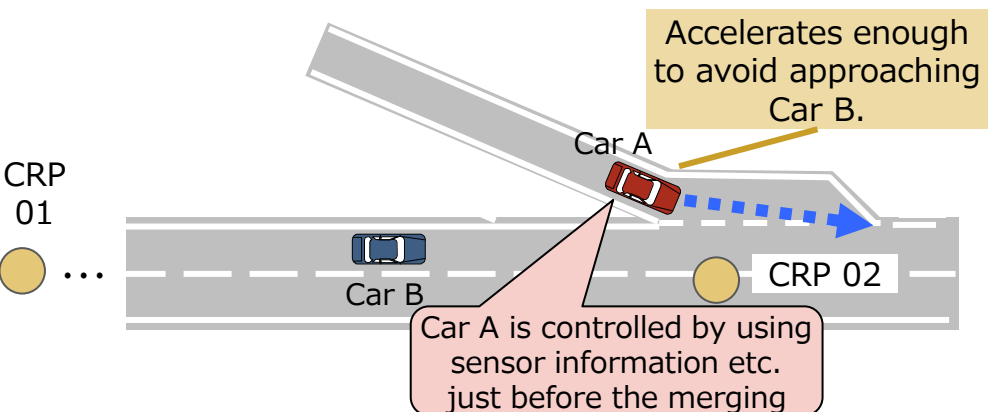 Accelerates enough
to avoid approaching
Car B.
Car A
CRP
01
...
CRP 02
Car B
Car A is controlled by using
sensor information etc.
just before the merging